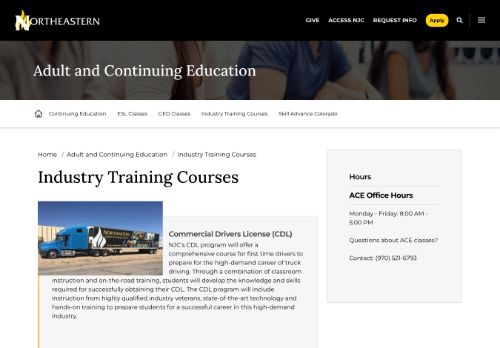 NORTHEASTERN
GIVE ACCESS NJC REQUEST INFO Apply
Adult and Continuing Education
Continuing Education ESL Classes GED Classes Industry Training Courses Skill Advance Colorado
Home / Adult and Continuing Education / Industry Training Courses
Industry Training Courses
Commercial Drivers License (CDL)
NJC's CDL program will offer a
comprehensive course for first time drivers to
prepare for the high-demand career of truck
driving. Through a combination of classroom
instruction and on-the-road training, students will develop the knowledge and skills
required for successfully obtaining their CDL. The CDL program will include
instruction from highly qualified industry veterans, state-of-the-art technology and
hands-on training to prepare students for a successful career in this high-demand
industry.
Hours
ACE Office Hours
Monday - Friday: 8:00 AM -
5:00 PM
Questions about ACE classes?
Contact: (970) 521-6793